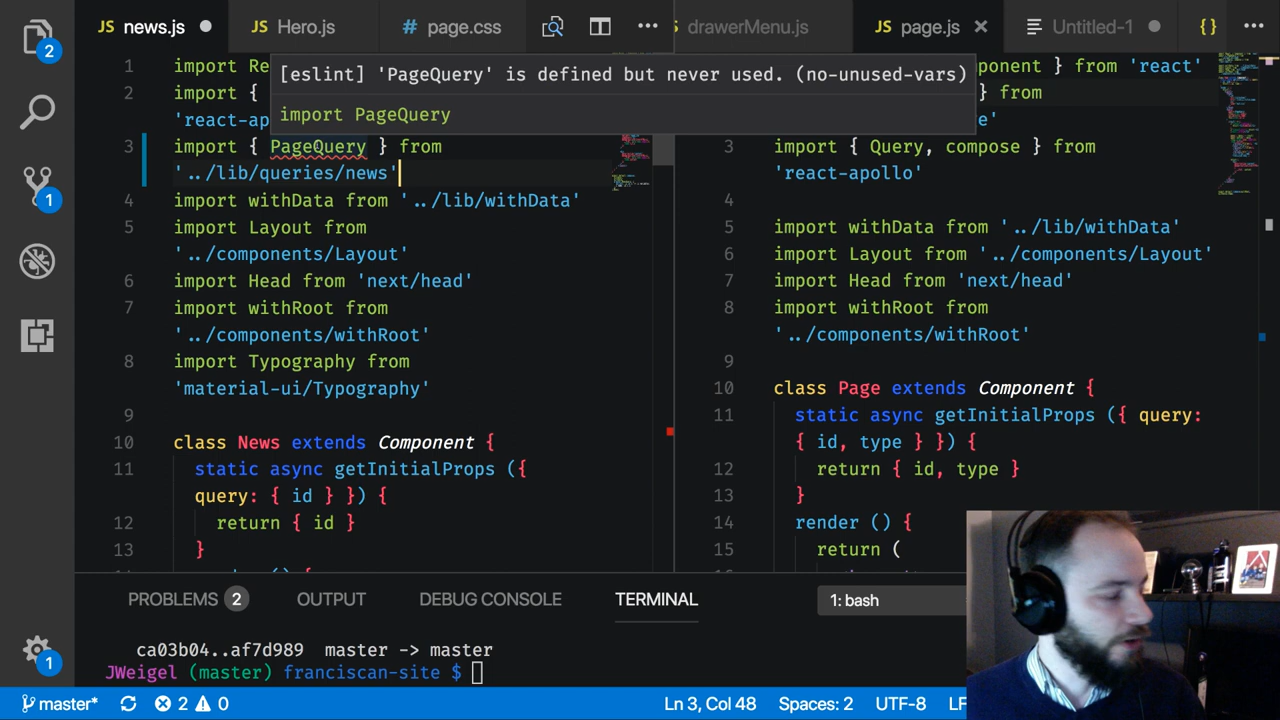 2
1
1
JS news.js
JS Hero.js
# page.css
drawerMenu.js
JS page.js
Untitled-1
{}
[eslint] 'PageQuery' is defined but never used. (no-unused-vars)
import PageQuery
1 import Re
2 import {
'react-ap
3 import { PageQuery } from
'../lib/queries/news'
4 import withData from '../lib/withData'
5 import Layout from
'../components/Layout'
6 import Head from 'next/head'
7 import withRoot from
'../components/withRoot'
8 import Typography from
'material-ui/Typography'
9
10 class News extends Component {
11 static async getInitialProps ({
query: { id } }) {
12 return { id }
13 }
ponent } from 'react'
} from
3 import { Query, compose } from
'react-apollo'
4
5 import withData from '../lib/withData'
6 import Layout from '../components/Layout'
7 import Head from 'next/head'
8 import withRoot from
'../components/withRoot'
9
10 class Page extends Component {
11 static async getInitialProps ({ query:
{ id, type } }) {
12 return { id, type }
13 }
14 render () {
15 return (
PROBLEMS 2 OUTPUT DEBUG CONSOLE TERMINAL 1: bash
ca03b04..af7d989 master -> master
JWeigel (master) franciscan-site $
master* 2 0 Ln 3, Col 48 Spaces: 2 UTF-8 LF